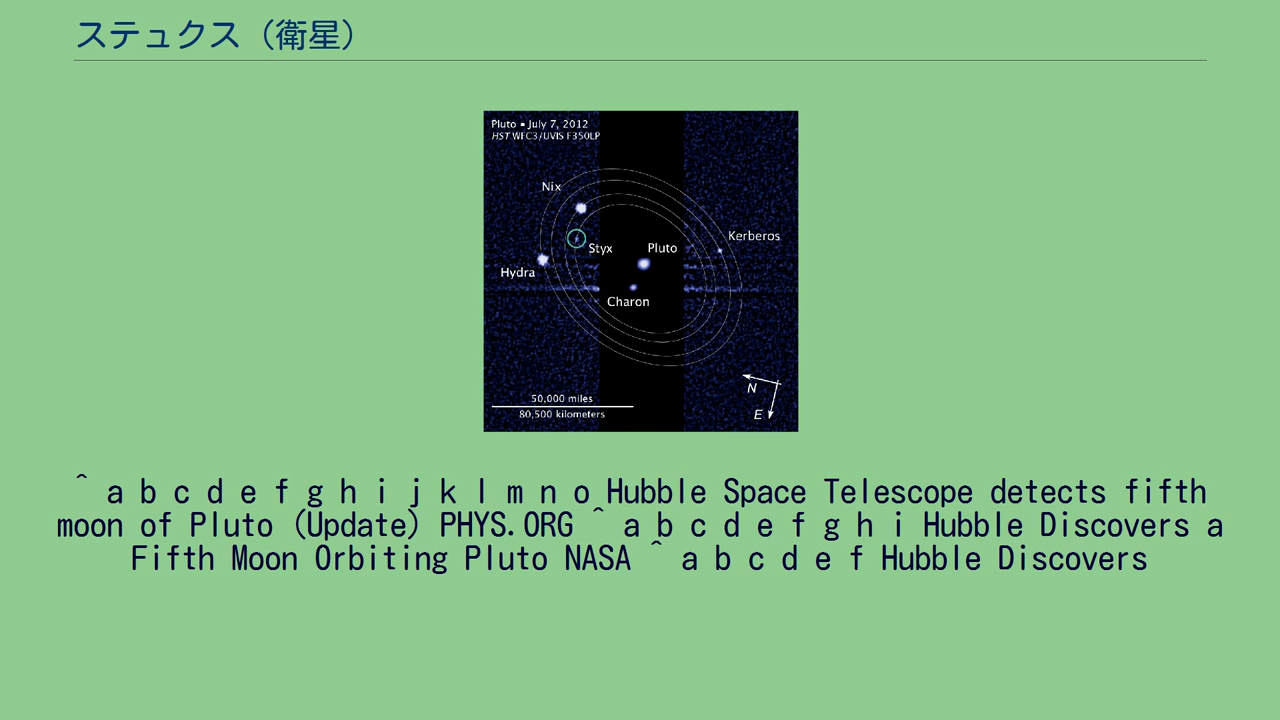 ステュクス（衛星）
Pluto ▪ July 7, 2012
HST WFC3/UVIS F350LP
Nix
Styx
Pluto
Kerberos
Hydra
Charon
N
50,000 miles
80,500 kilometers
E
^ a b c d e f g h i j k l m n o Hubble Space Telescope detects fifth
moon of Pluto (Update) PHYS.ORG ^ a b c d e f g h i Hubble Discovers a
Fifth Moon Orbiting Pluto NASA ^ a b c d e f Hubble Discovers